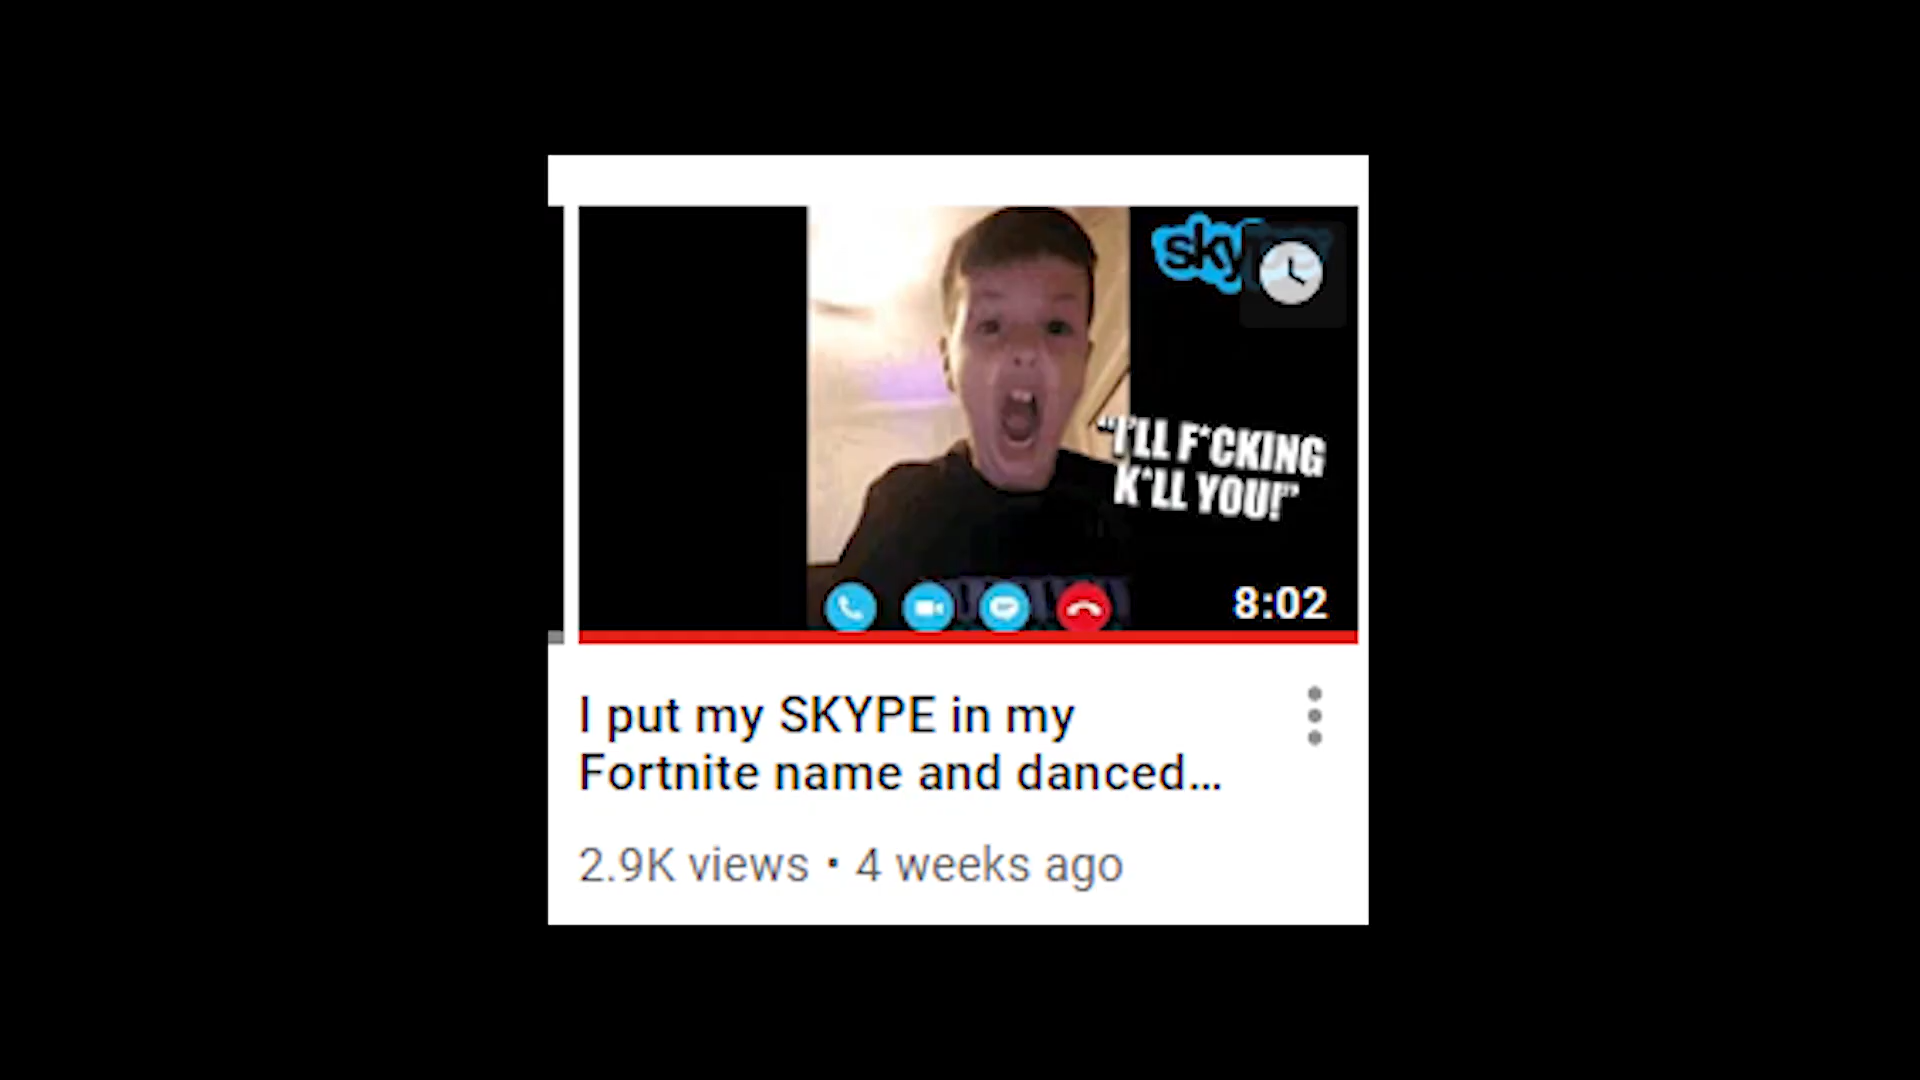 sky
"I'LL F*CKING
K*LL YOU!"
8:02
I put my SKYPE in my
Fortnite name and danced...
2.9K views • 4 weeks ago